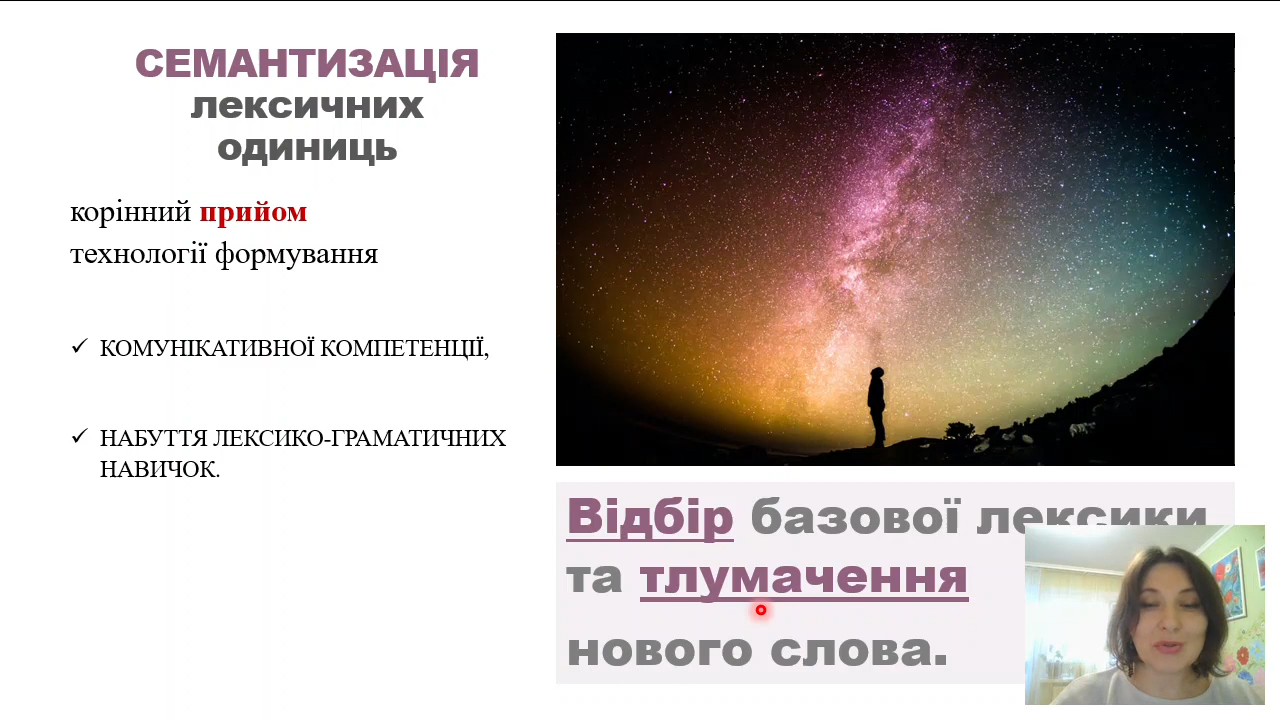 СЕМАНТИЗАЦІЯ
лексичних
одиниць
корінний прийом
технології формування
✓ КОМУНІКАТИВНОЇ КОМПЕТЕНЦІЇ,
✓ НАБУТТЯ ЛЕКСИКО-ГРАМАТИЧНИХ
НАВИЧОК.
Відбір базової лексики
та тлумачення
нового слова.